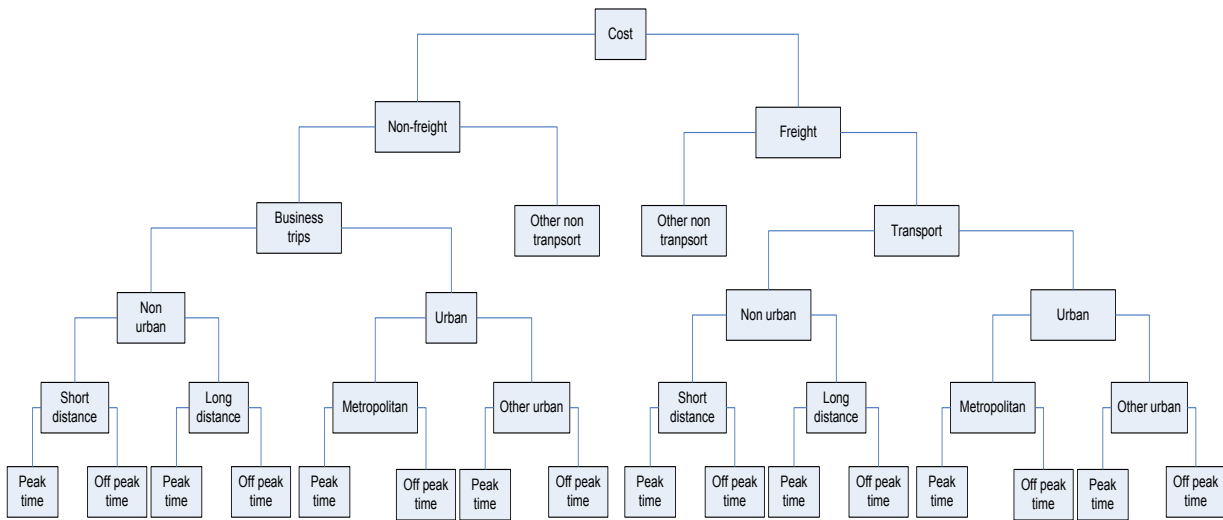 Cost
Non-freight
Freight
Business
trips
Other non
tranpsort
Other non
tranpsort
Transport
Non
urban
Urban
Non urban
Urban
Short
distance
Long
distance
Metropolitan
Other urban
Short
distance
Long
distance
Metropolitan
Other urban
Peak
time
Off peak
time
Peak
time
Off peak
time
Peak
time
Off peak
time
Peak
time
Off peak
time
Peak
time
Off peak
time
Peak
time
Off peak
time
Peak
time
Off peak
time
Peak
time
Off peak
time